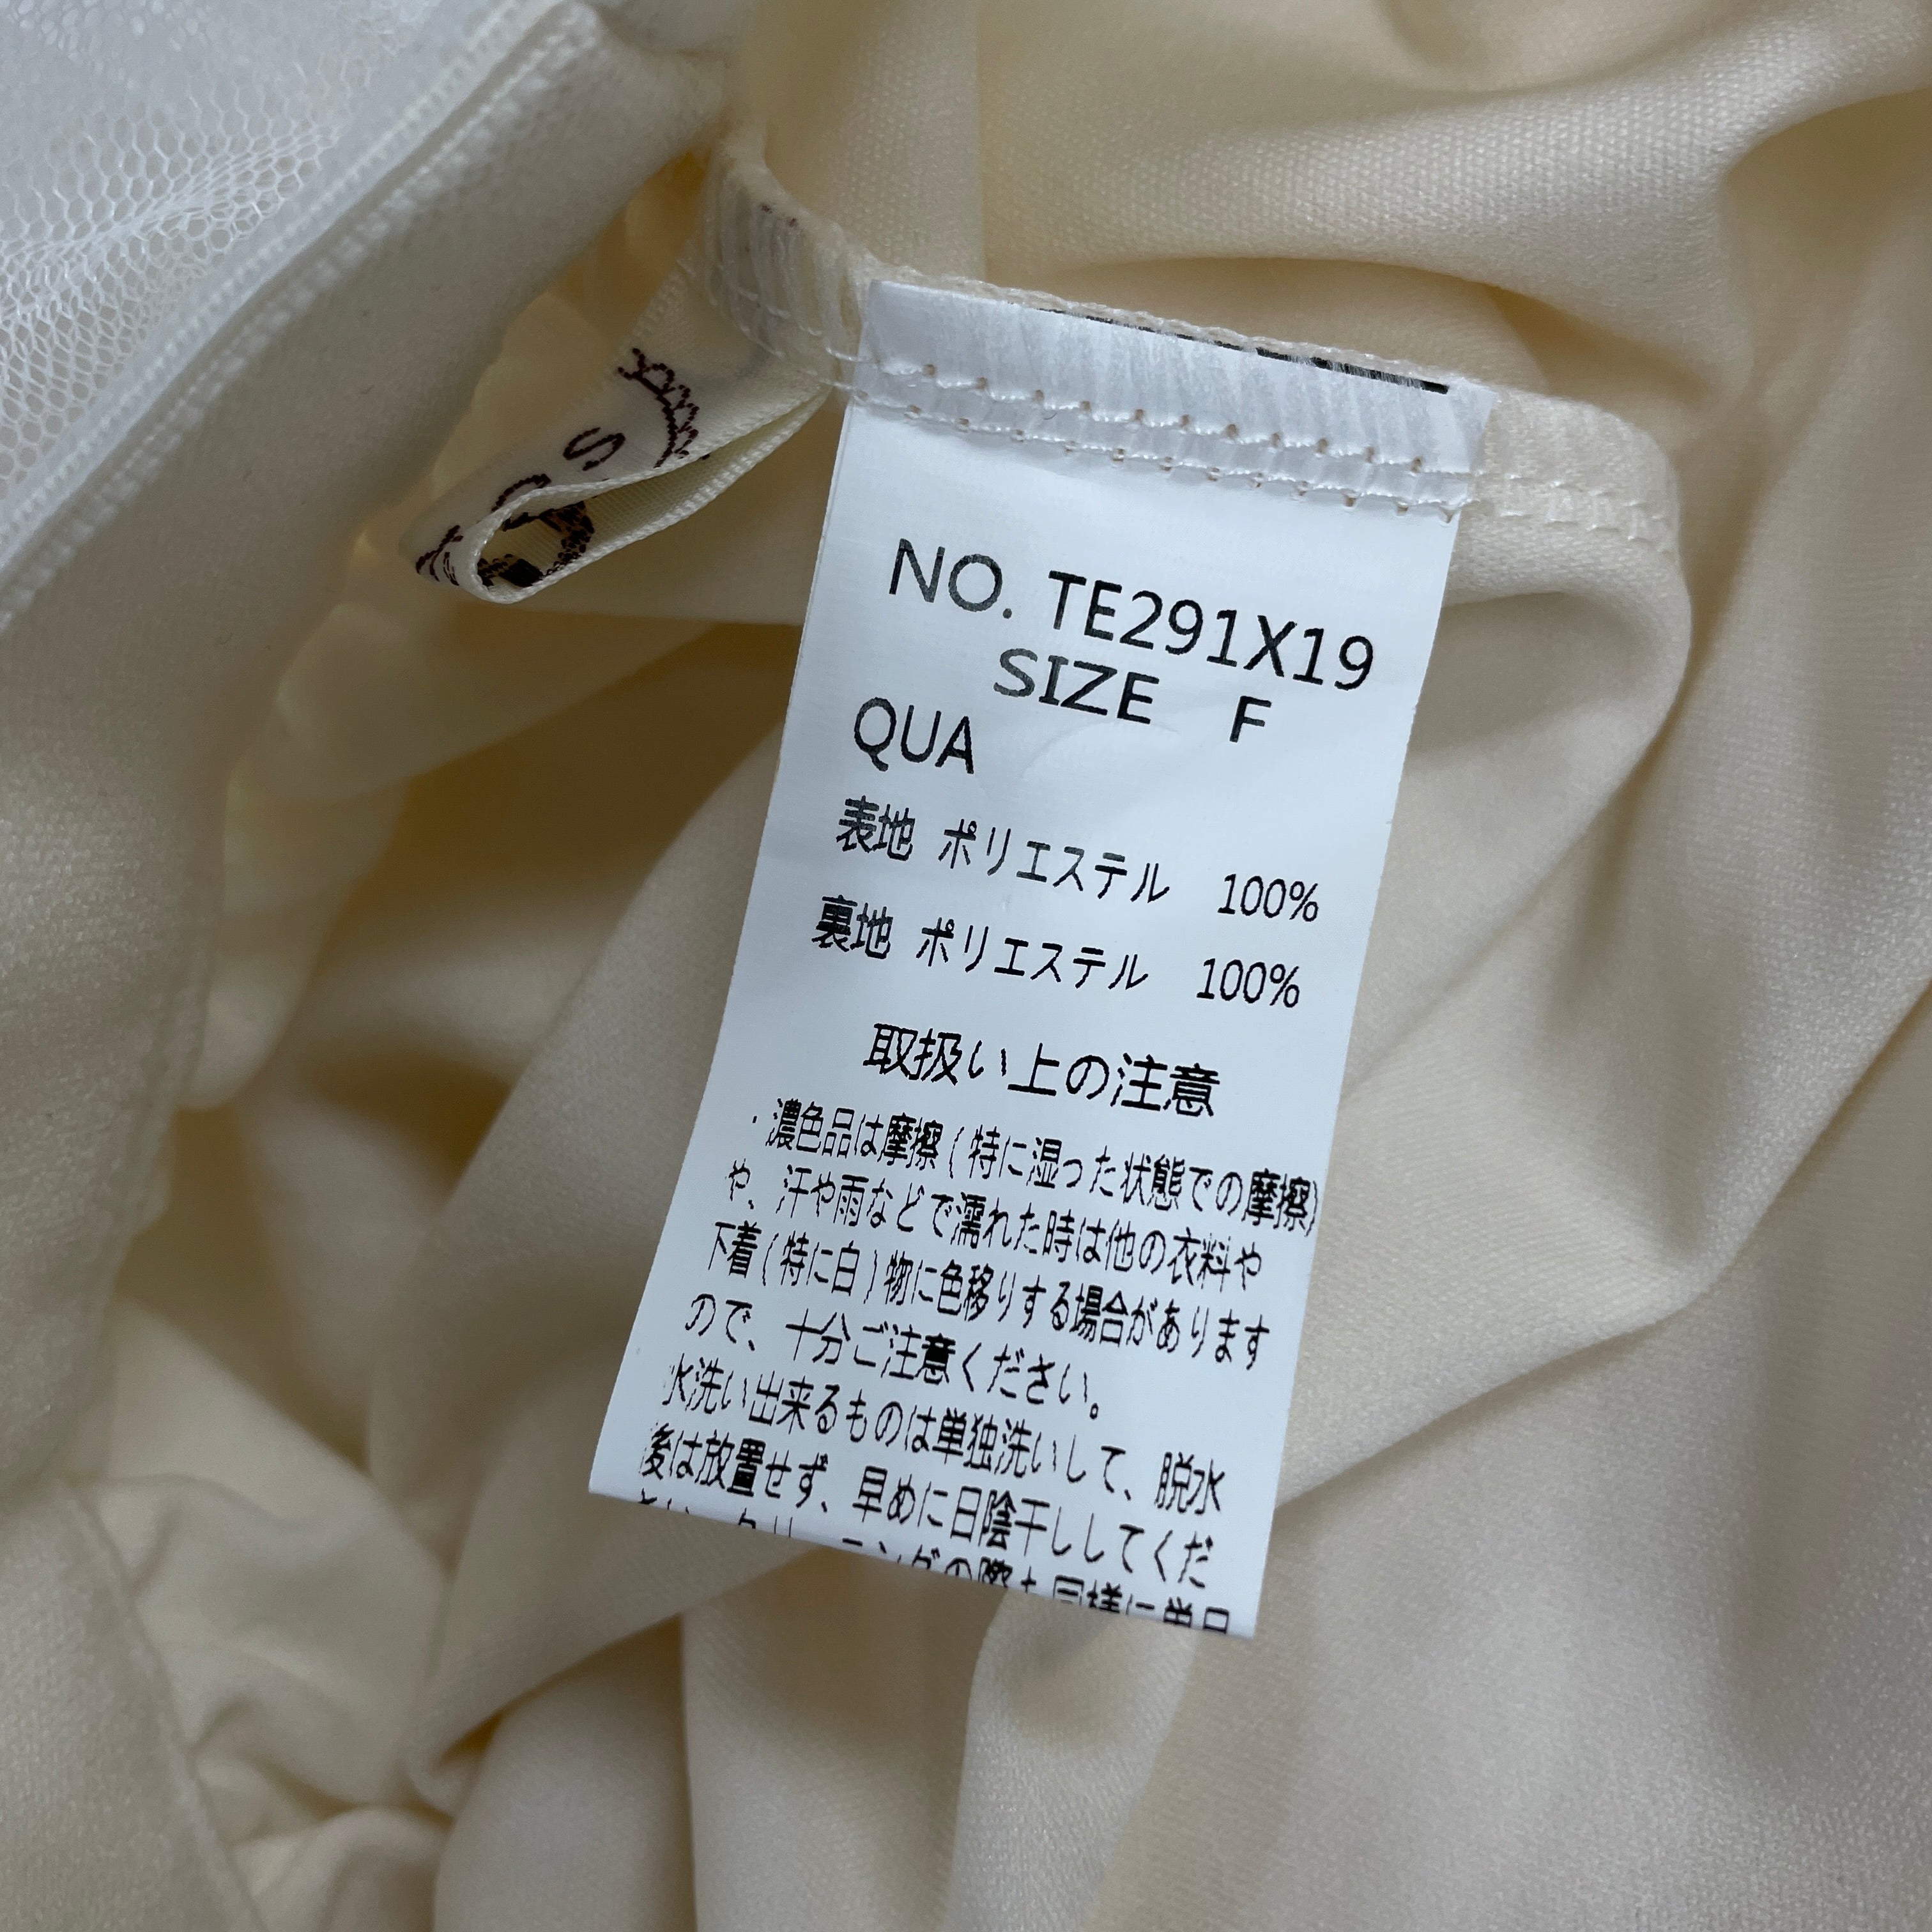 NO. TE291X19
SIZE F
QUA
表地 ポリエステル 100%
裏地 ポリエステル 100%
取扱い上の注意
・濃色品は摩擦(特に湿った状態での摩擦)
や、汗や雨などで濡れた時は他の衣料や
下着(特に白)物に色移りする場合があります
ので、十分ご注意ください。
水洗い出来るものは単独洗いして、脱水
後は放置せず、早めに日陰干ししてくだ